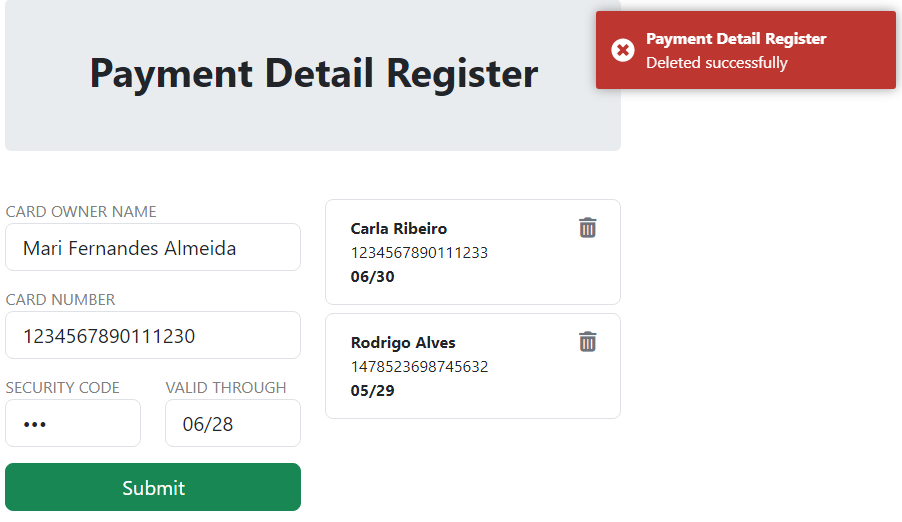 Payment Detail Register
Payment Detail Register
Deleted successfully
CARD OWNER NAME
Mari Fernandes Almeida
CARD NUMBER
1234567890111230
SECURITY CODE
•••
VALID THROUGH
06/28
Submit
Carla Ribeiro
1234567890111233
06/30
Rodrigo Alves
1478523698745632
05/29